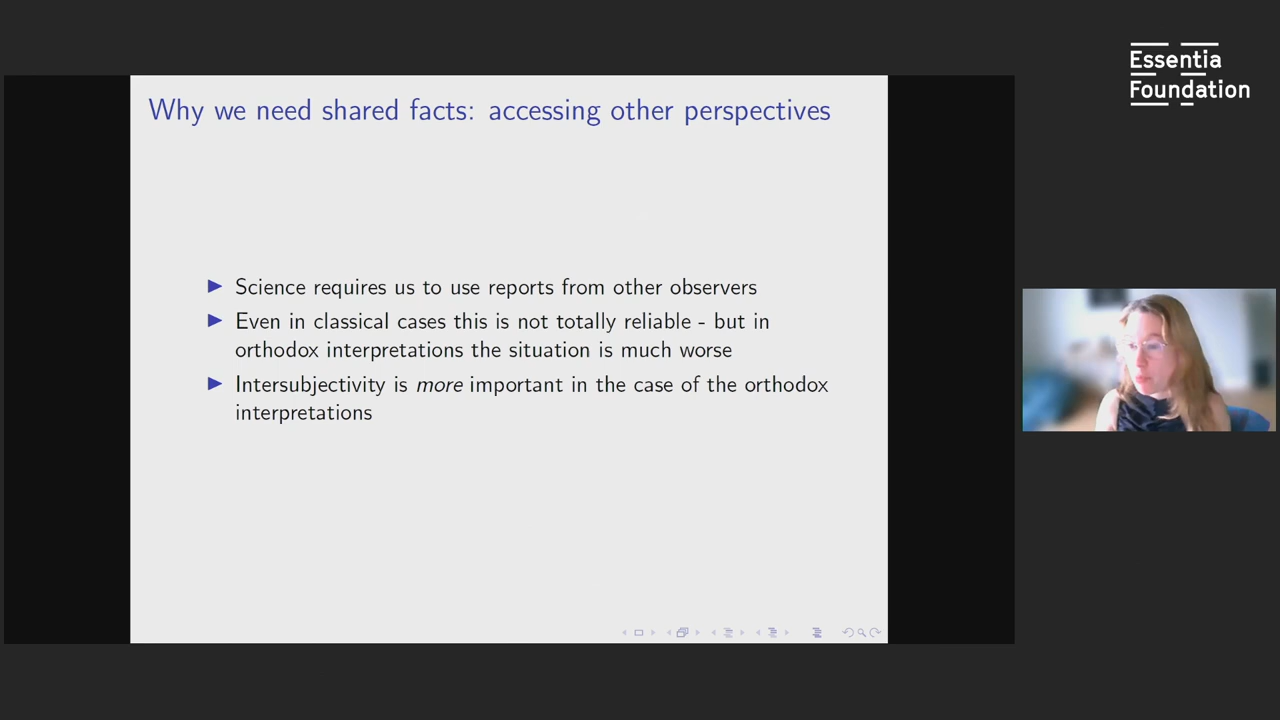 Essentia
Foundation
Why we need shared facts: accessing other perspectives
Science requires us to use reports from other observers
Even in classical cases this is not totally reliable - but in
orthodox interpretations the situation is much worse
Intersubjectivity is more important in the case of the orthodox
interpretations